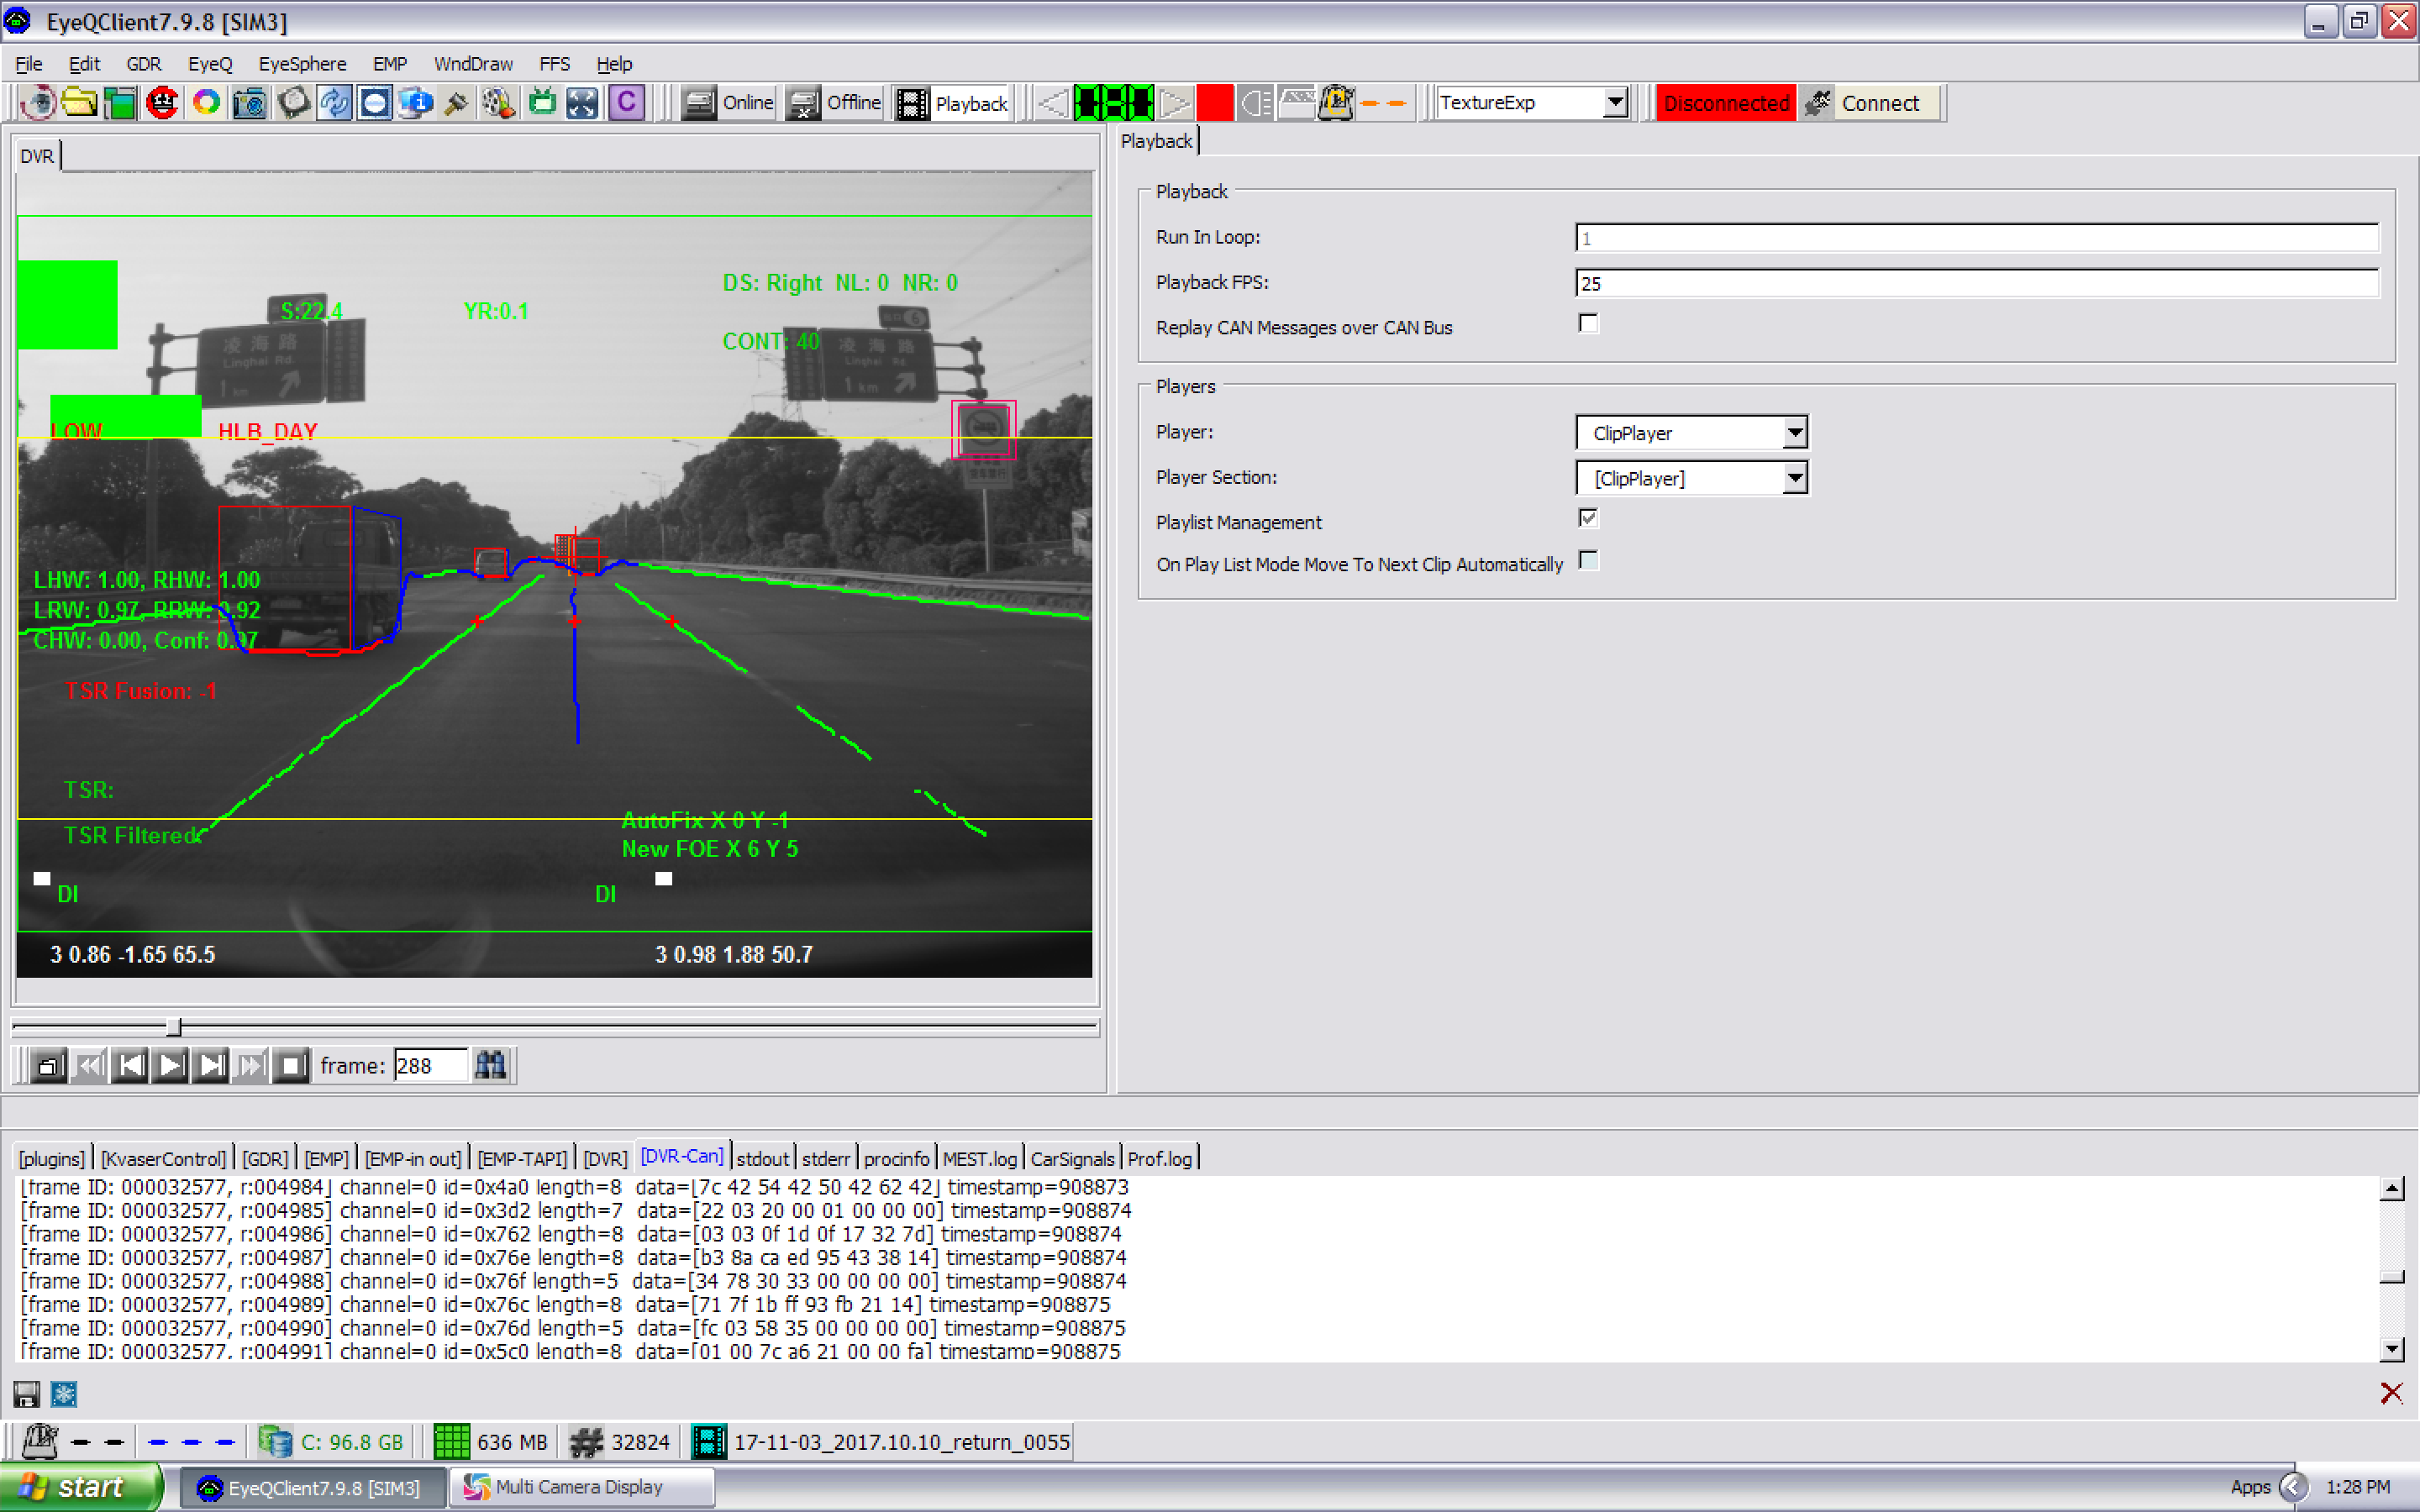 EyeQClient7.9.8 [SIM3]
File Edit GDR EyeQ EyeSphere EMP WndDraw FFS Help
C Online Offline Playback TextureExp Disconnected Connect
DVR
DS: Right NL: 0 NR: 0
S:22.4 YR:0.1
CONT: 40
6
凌海路
Linghai Rd.
1 km
凌海路
Linghai Rd.
1 km
LOW HLB_DAY
LHW: 1.00, RHW: 1.00
LRW: 0.97, RRW: 0.92
CHW: 0.00, Conf: 0.97
TSR Fusion: -1
TSR:
TSR Filtered:
AutoFix X 0 Y -1
New FOE X 6 Y 5
DI DI
3 0.86 -1.65 65.5 3 0.98 1.88 50.7
frame: 288
Playback
Playback
Run In Loop: 1
Playback FPS: 25
Replay CAN Messages over CAN Bus
Players
Player: ClipPlayer
Player Section: [ClipPlayer]
Playlist Management
On Play List Mode Move To Next Clip Automatically
[plugins] [KvaserControl] [GDR] [EMP] [EMP-in out] [EMP-TAPI] [DVR] [DVR-Can] stdout stderr procinfo MEST.log CarSignals Prof.log
[frame ID: 000032577, r:004984] channel=0 id=0x4a0 length=8 data=[7c 42 54 42 50 42 62 42] timestamp=908873
[frame ID: 000032577, r:004985] channel=0 id=0x3d2 length=7 data=[22 03 20 00 01 00 00 00] timestamp=908874
[frame ID: 000032577, r:004986] channel=0 id=0x762 length=8 data=[03 03 0f 1d 0f 17 32 7d] timestamp=908874
[frame ID: 000032577, r:004987] channel=0 id=0x76e length=8 data=[b3 8a ca ed 95 43 38 14] timestamp=908874
[frame ID: 000032577, r:004988] channel=0 id=0x76f length=5 data=[34 78 30 33 00 00 00 00] timestamp=908874
[frame ID: 000032577, r:004989] channel=0 id=0x76c length=8 data=[71 7f 1b ff 93 fb 21 14] timestamp=908875
[frame ID: 000032577, r:004990] channel=0 id=0x76d length=5 data=[fc 03 58 35 00 00 00 00] timestamp=908875
[frame ID: 000032577, r:004991] channel=0 id=0x5c0 length=8 data=[01 00 7c a6 21 00 00 fa] timestamp=908875
C: 96.8 GB 636 MB 32824 17-11-03_2017.10.10_return_0055
start EyeQClient7.9.8 [SIM3] Multi Camera Display Apps 1:28 PM